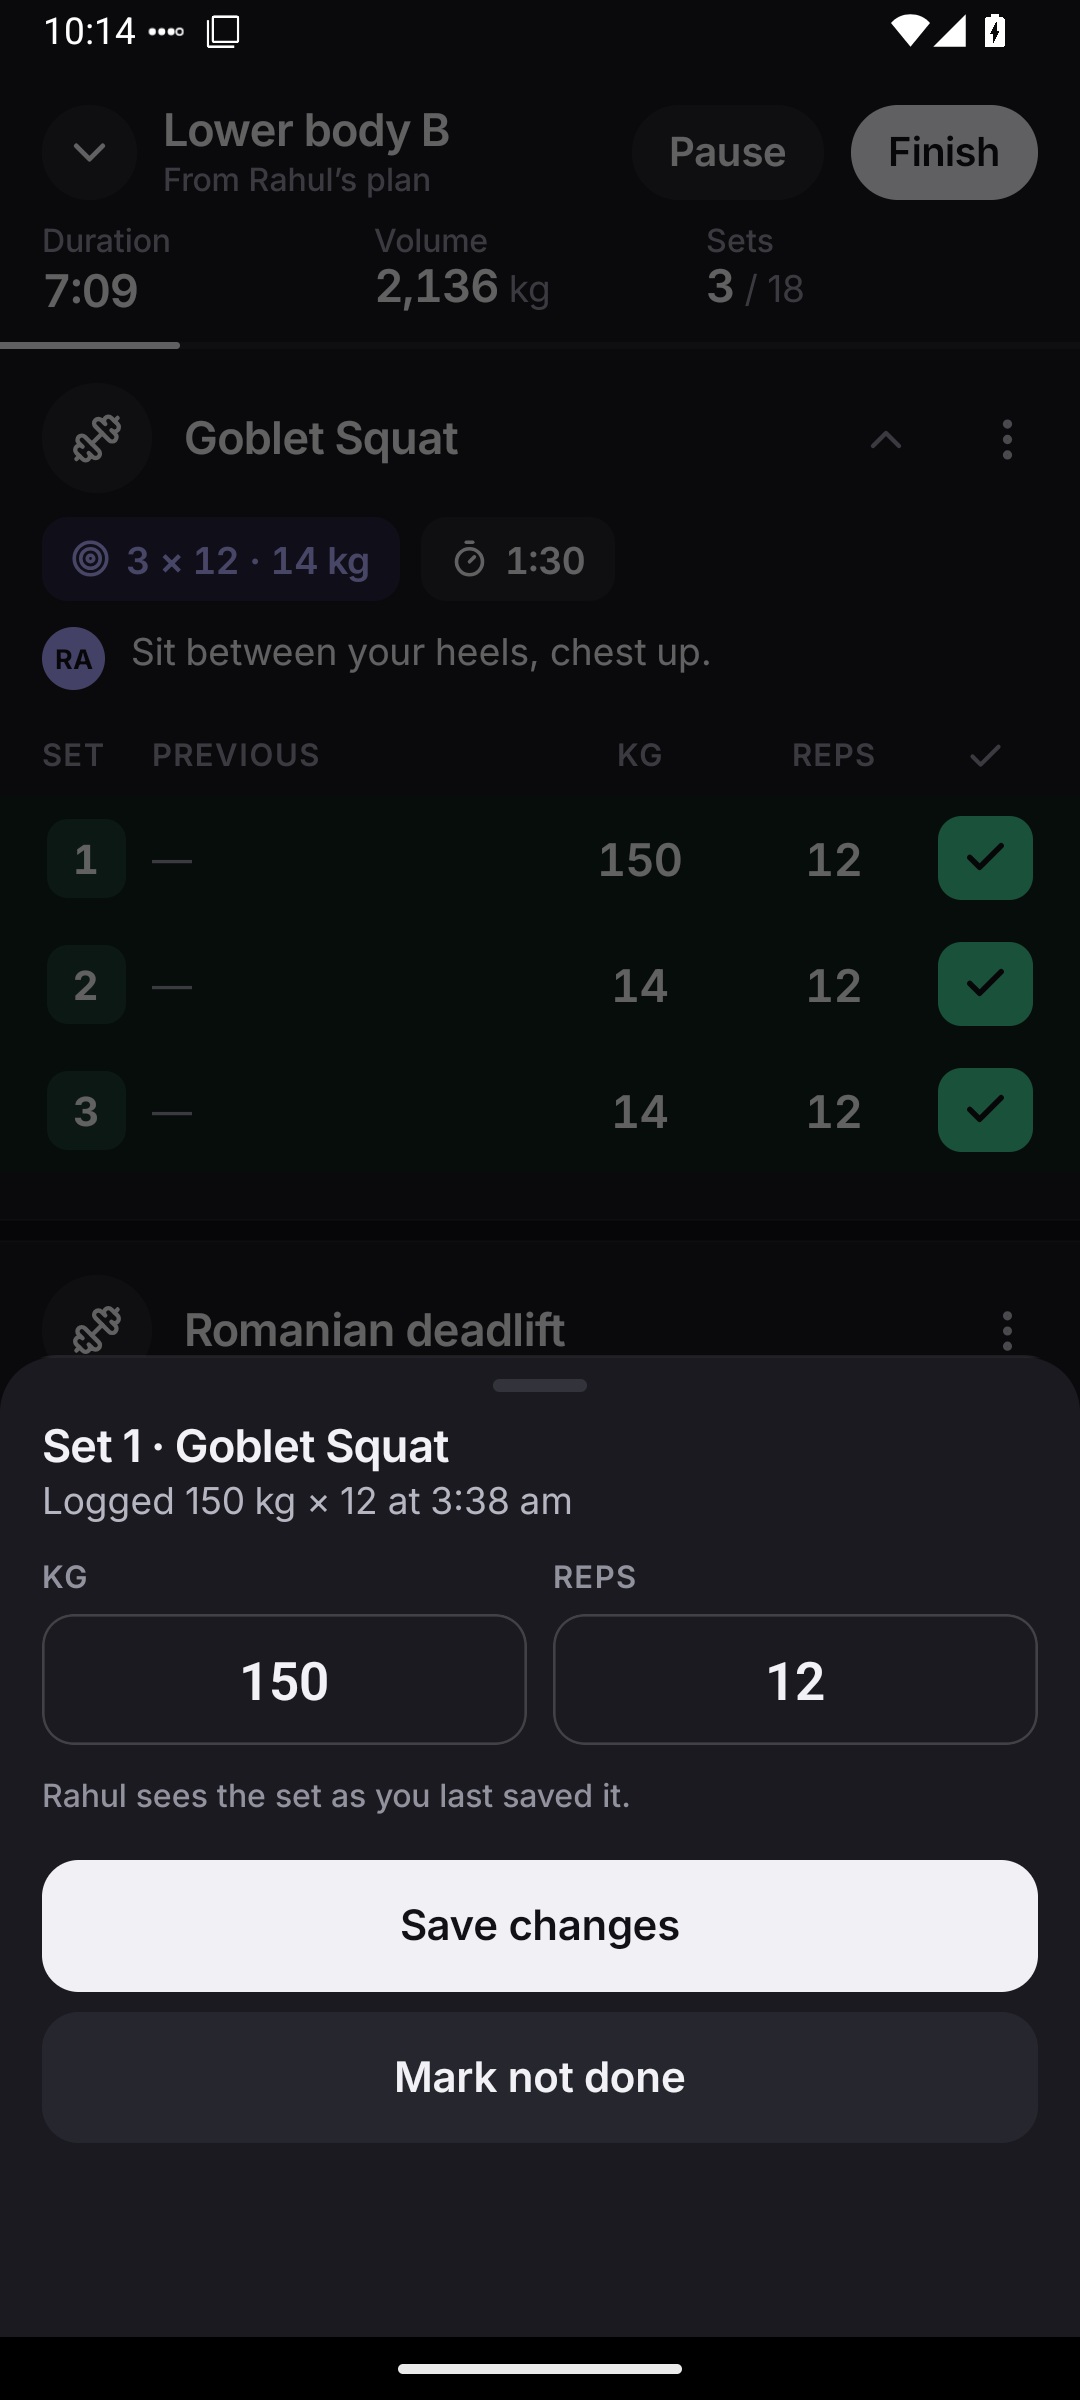 10:14
Lower body B
From Rahul’s plan
Pause
Finish
Duration
Volume
Sets
7:09
2,136 kg
3 / 18
Goblet Squat
3 × 12 · 14 kg
1:30
RA
Sit between your heels, chest up.
SET PREVIOUS KG REPS
1 — 150 12
2 — 14 12
3 — 14 12
Romanian deadlift
Set 1 · Goblet Squat
Logged 150 kg × 12 at 3:38 am
KG REPS
150 12
Rahul sees the set as you last saved it.
Save changes
Mark not done